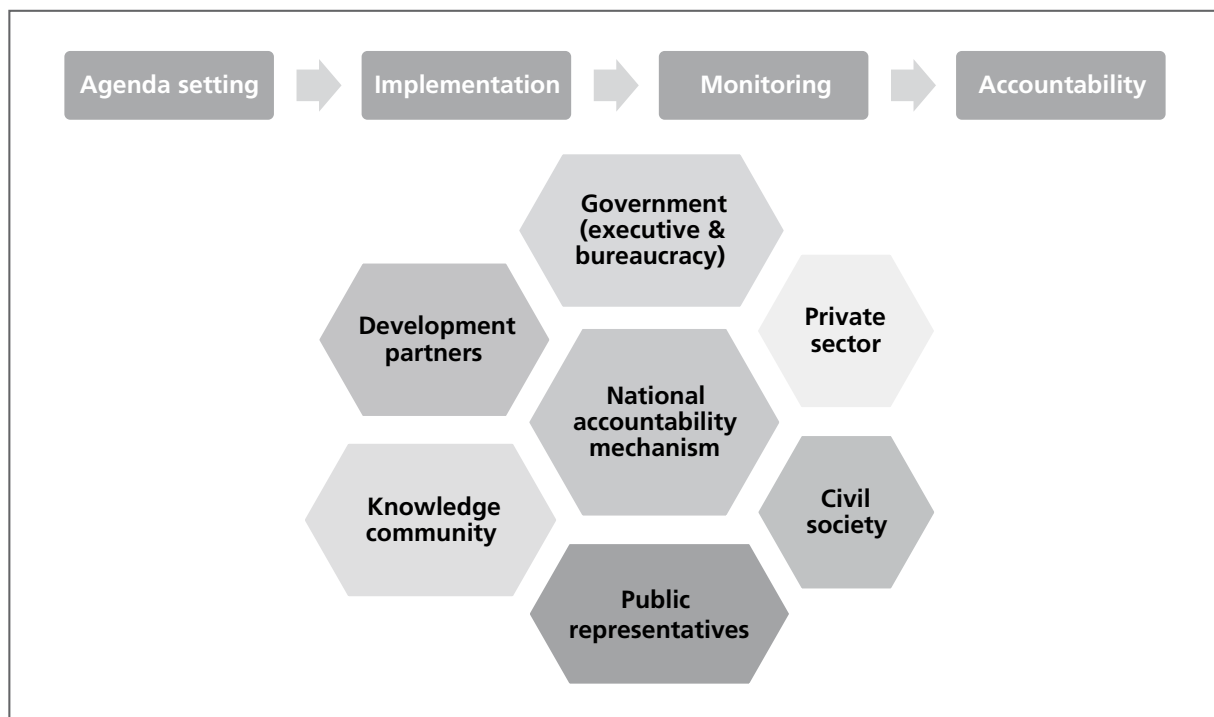 Agenda setting
Implementation
Monitoring
Accountability
Government
(executive &
bureaucracy)
Development
partners
Private
sector
National
accountability
mechanism
Knowledge
community
Civil
society
Public
representatives